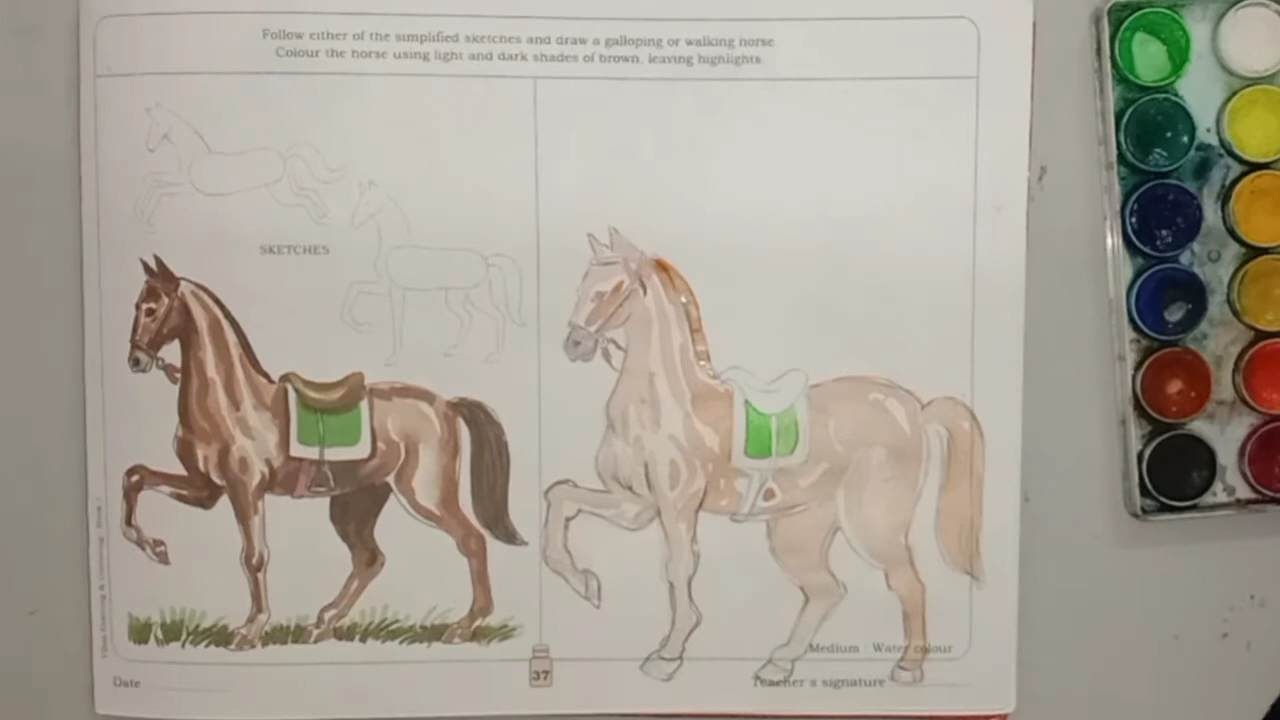 Follow either of the simplified sketches and draw a galloping or walking horse
Colour the horse using light and dark shades of brown, leaving highlights
SKETCHES
Medium Water colour
Date
37
Teacher's signature